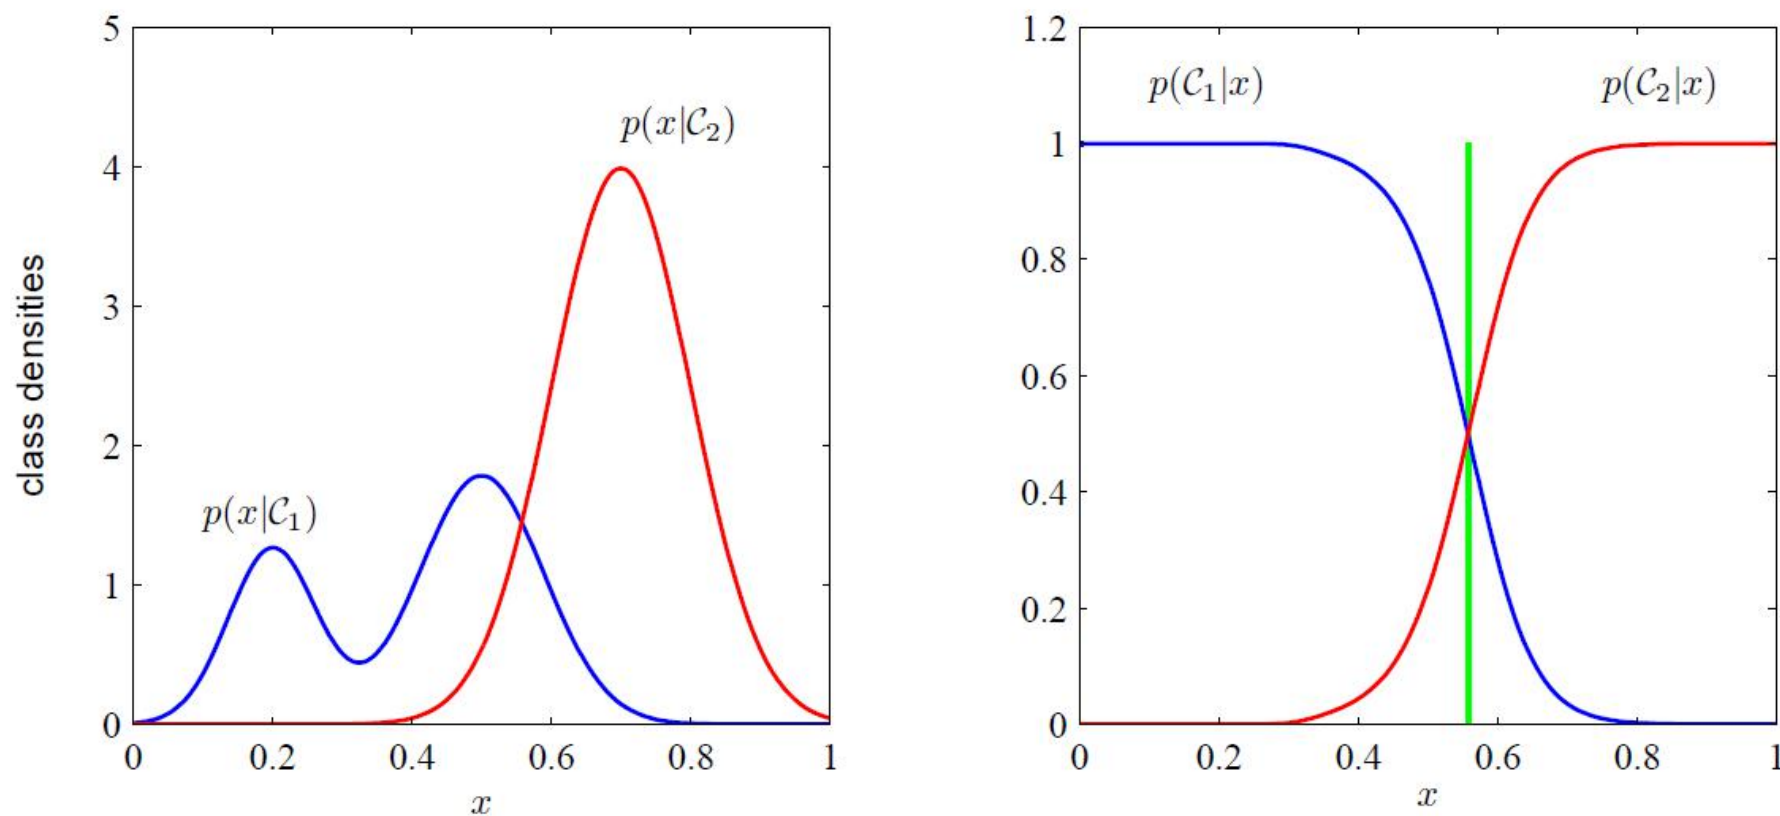 class densities
5
4
3
2
1
0
p(x|C₂)
p(x|C₁)
0 0.2 0.4 0.6 0.8 1
x
1.2
1
0.8
0.6
0.4
0.2
0
p(C₁|x) p(C₂|x)
0 0.2 0.4 0.6 0.8 1
x